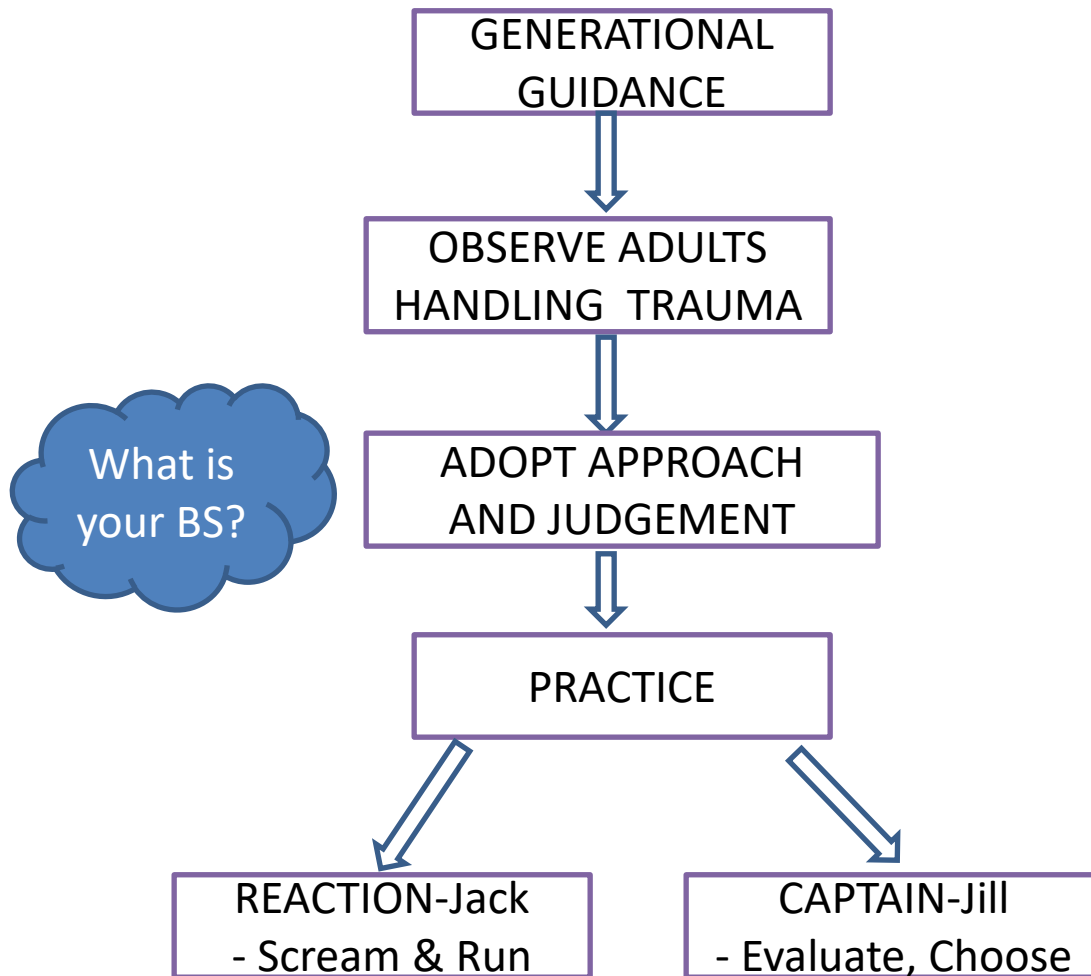 GENERATIONAL
GUIDANCE
OBSERVE ADULTS
HANDLING  TRAUMA
What is
your BS?
ADOPT APPROACH
AND JUDGEMENT
PRACTICE
REACTION-Jack
- Scream & Run
CAPTAIN-Jill
- Evaluate, Choose